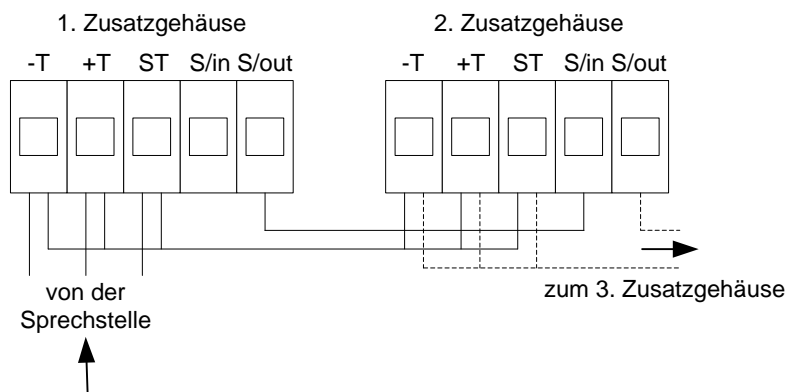 1. Zusatzgehäuse 2. Zusatzgehäuse
-T +T ST S/in S/out -T +T ST S/in S/out
von der
Sprechstelle
zum 3. Zusatzgehäuse